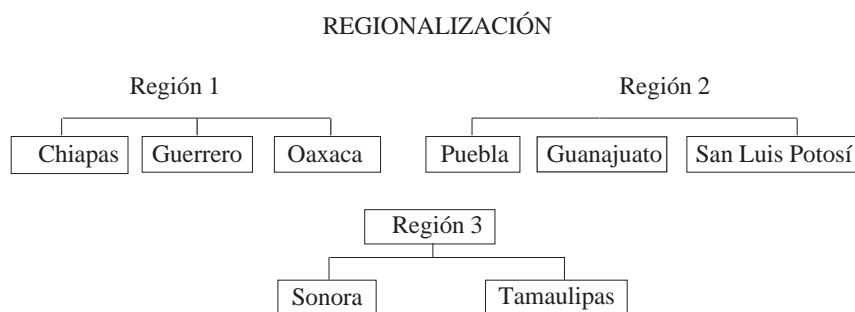 REGIONALIZACIÓN
Región 1
Región 2
Chiapas
Guerrero
Oaxaca
Puebla
Guanajuato
San Luis Potosí
Región 3
Sonora
Tamaulipas